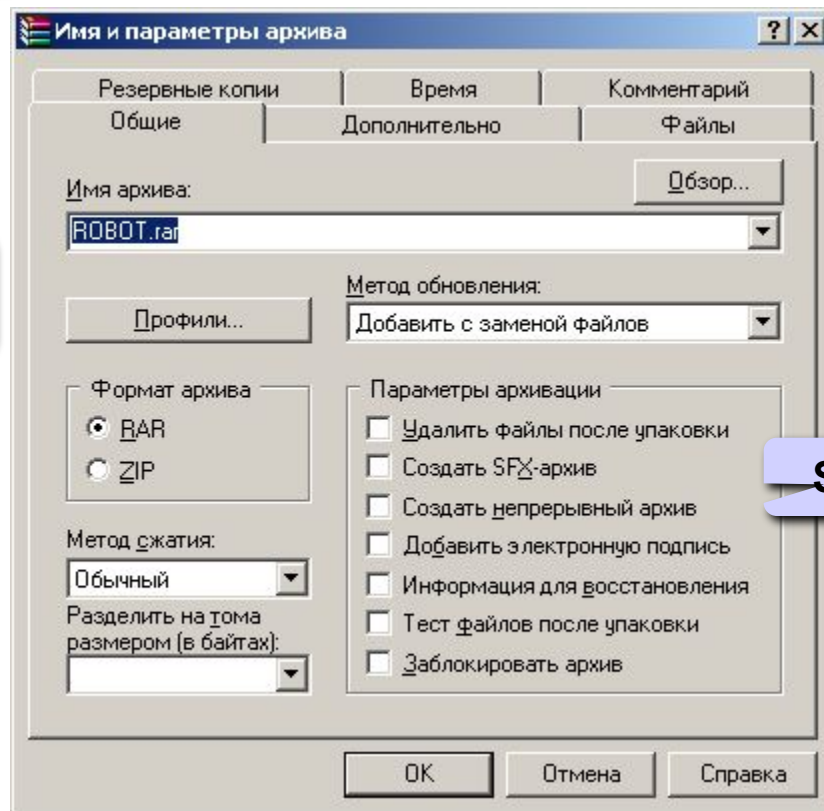 Имя и параметры архива
Резервные копии Время Комментарий
Общие Дополнительно Файлы
Имя архива:
Обзор...
ROBOT.rar
Профили...
Метод обновления:
Добавить с заменой файлов
Формат архива
RAR
ZIP
Метод сжатия:
Обычный
Разделить на тома
размером (в байтах):
Параметры архивации
Удалить файлы после упаковки
Создать SFX-архив
Создать непрерывный архив
Добавить электронную подпись
Информация для восстановления
Тест файлов после упаковки
Заблокировать архив
OK Отмена Справка